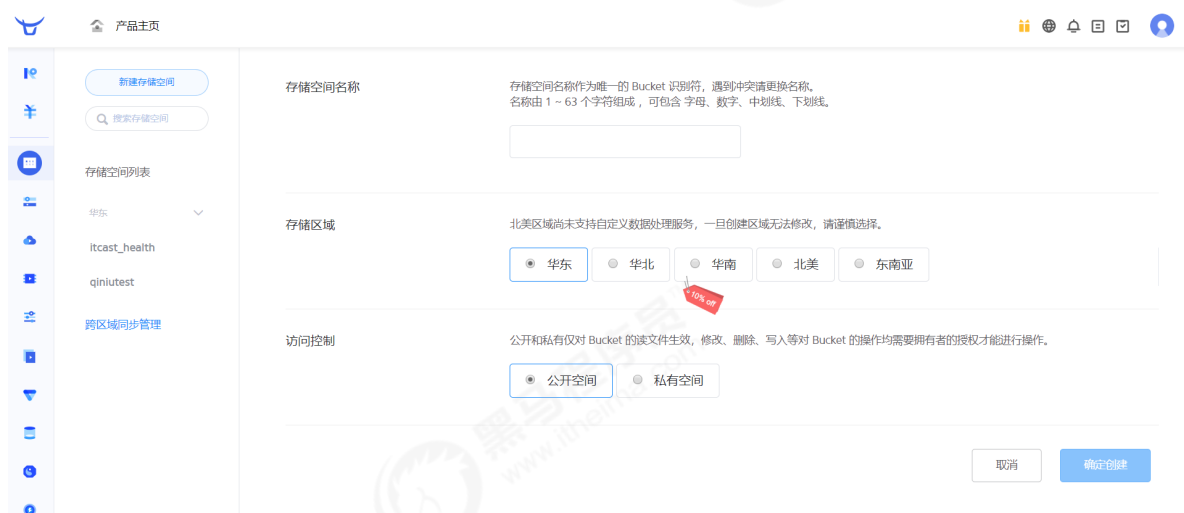 产品主页
新建存储空间
搜索存储空间
存储空间列表
华东
itcast_health
qiniutest
跨区域同步管理
存储空间名称
存储空间名称作为唯一的 Bucket 识别符，遇到冲突请更换名称。
名称由 1 ~ 63 个字符组成 ，可包含 字母、数字、中划线、下划线。
存储区域
北美区域尚未支持自定义数据处理服务，一旦创建区域无法修改，请谨慎选择。
华东 华北 华南 北美 东南亚
10% off
访问控制
公开和私有仅对 Bucket 的读文件生效，修改、删除、写入等对 Bucket 的操作均需要拥有者的授权才能进行操作。
公开空间 私有空间
取消 确定创建
黑马程序员
www.itheima.com